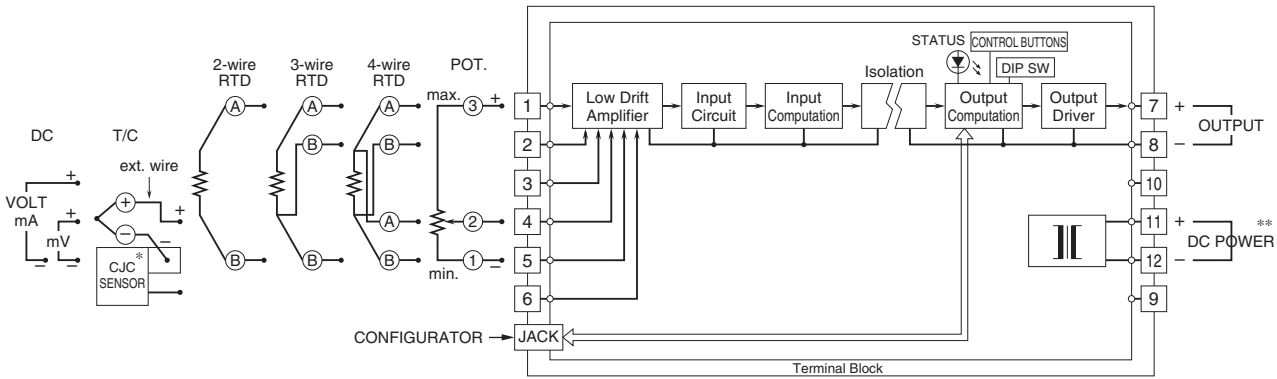 STATUS
CONTROL BUTTONS
DIP SW
2-wire RTD
3-wire RTD
4-wire RTD
POT.
Isolation
DC
T/C
ext. wire
VOLT
mA
mV
+
−
+
−
+
−
+
−
CJC *
SENSOR
A
B
A
B
B
A
B
A
B
max.
3
+
2
1
−
min.
1
2
3
4
5
6
Low Drift
Amplifier
Input
Circuit
Input
Computation
Output
Computation
Output
Driver
7
+
8
−
OUTPUT
10
11
+
12
−
**
DC POWER
9
CONFIGURATOR
JACK
Terminal Block